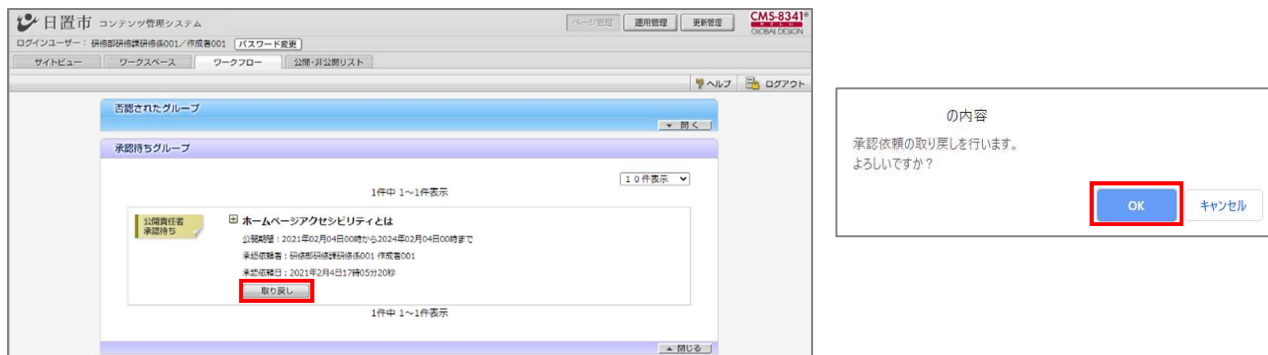 日置市 コンテンツ管理システム
ページ管理 運用管理 更新管理
CMS-8341®
GLOBAL DESIGN
ログインユーザー： 研修部研修課研修係001／作成者001 パスワード変更
サイトビュー ワークスペース ワークフロー 公開・非公開リスト
ヘルプ ログアウト
否認されたグループ
▼ 開く
承認待ちグループ
１０件表示
1件中 1～1件表示
公開責任者
承認待ち
ホームページアクセシビリティとは
公開期間：2021年02月04日00時から2024年02月04日00時まで
承認依頼者：研修部研修課研修係001 作成者001
承認依頼日：2021年2月4日17時05分20秒
取り戻し
1件中 1～1件表示
▲ 閉じる
の内容
承認依頼の取り戻しを行います。
よろしいですか？
OK キャンセル